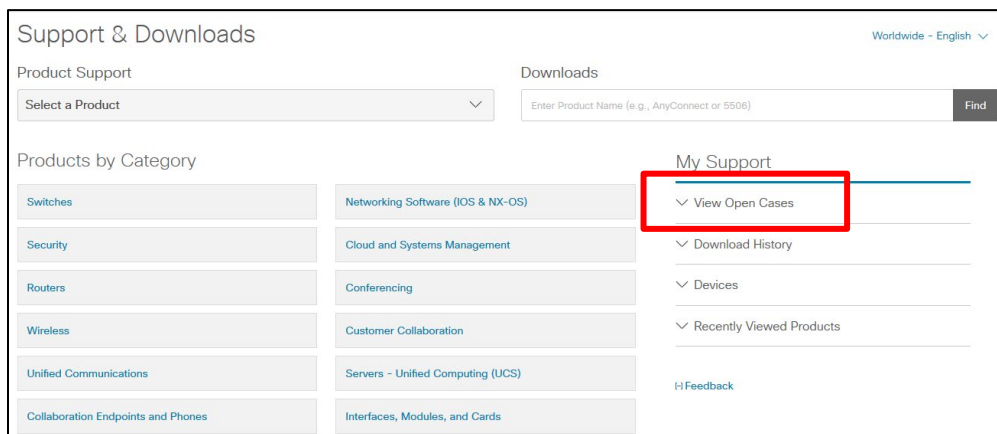 Support & Downloads
Worldwide - English
Product Support
Downloads
Select a Product
Enter Product Name (e.g., AnyConnect or 5506)
Find
Products by Category
My Support
Switches
Networking Software (IOS & NX-OS)
View Open Cases
Security
Cloud and Systems Management
Download History
Routers
Conferencing
Devices
Wireless
Customer Collaboration
Recently Viewed Products
Unified Communications
Servers - Unified Computing (UCS)
[-] Feedback
Collaboration Endpoints and Phones
Interfaces, Modules, and Cards